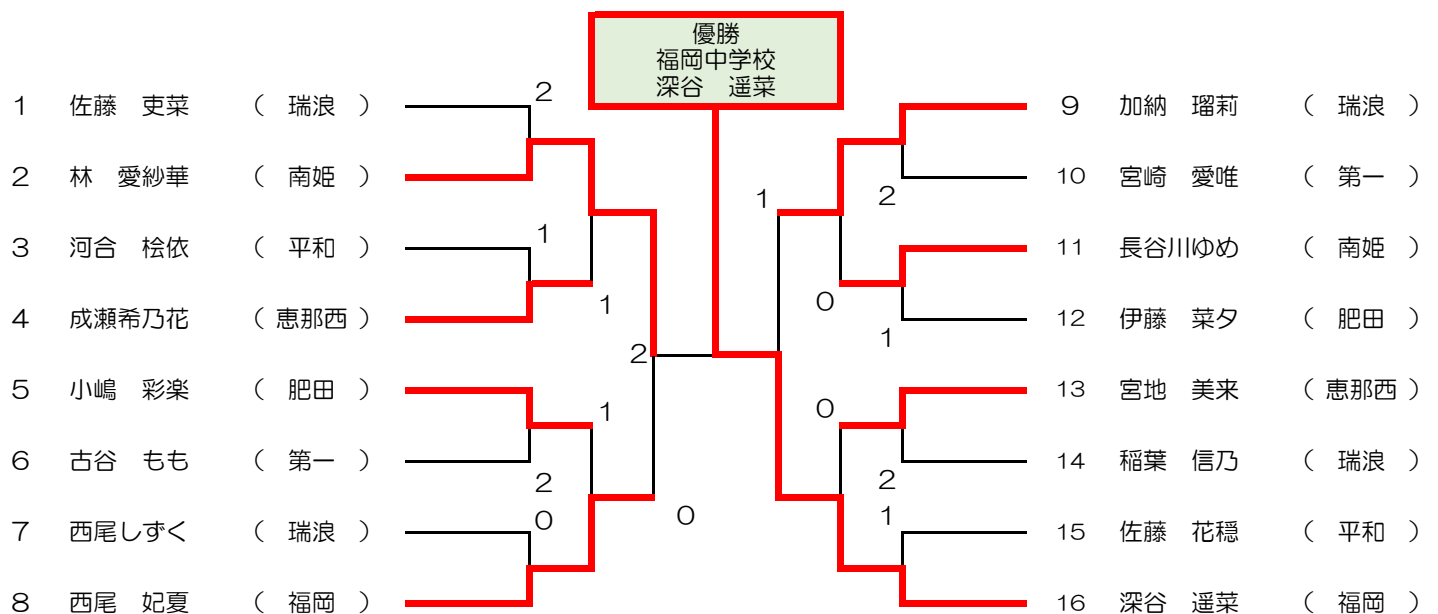 優勝
福岡中学校
深谷　遥菜
1 佐藤　吏菜 （　瑞浪　）
2
2 林　愛紗華 （　南姫　）
3 河合　桧依 （　平和　）
1
4 成瀬希乃花 （ 恵那西 ）
1
2
5 小嶋　彩楽 （　肥田　）
1
6 古谷　もも （　第一　）
2
7 西尾しずく （　瑞浪　）
0
0
8 西尾　妃夏 （　福岡　）
9 加納　瑠莉 （　瑞浪　）
10 宮崎　愛唯 （　第一　）
2
1
11 長谷川ゆめ （　南姫　）
0
12 伊藤　菜夕 （　肥田　）
1
13 宮地　美来 （ 恵那西 ）
0
14 稲葉　信乃 （　瑞浪　）
2
15 佐藤　花穏 （　平和　）
1
16 深谷　遥菜 （　福岡　）